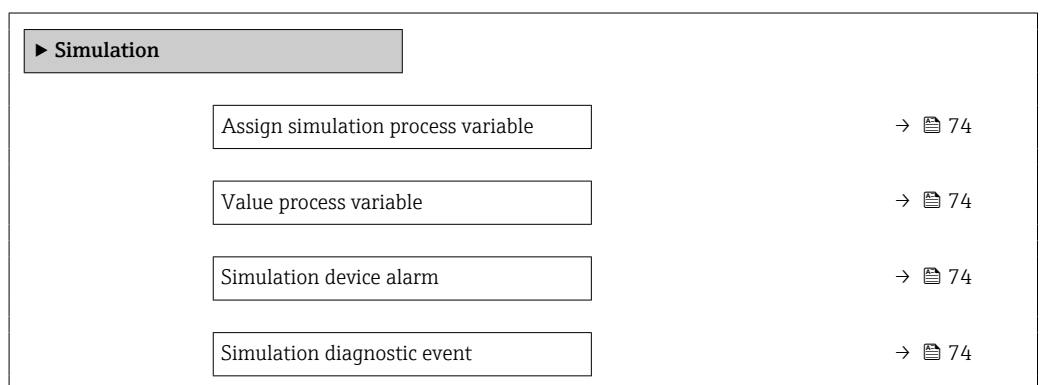 ▶ Simulation
Assign simulation process variable → 74
Value process variable → 74
Simulation device alarm → 74
Simulation diagnostic event → 74